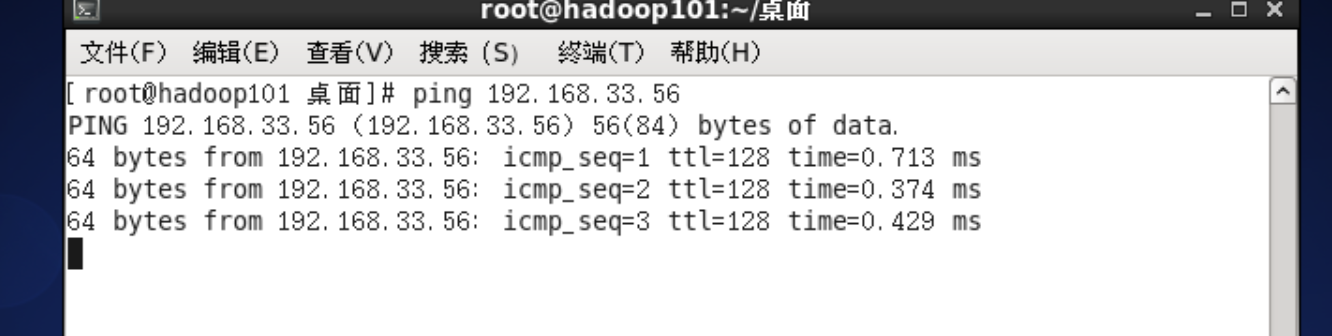 root@hadoop101:~/桌面
文件(F) 编辑(E) 查看(V) 搜索 (S) 终端(T) 帮助(H)
[root@hadoop101 桌面]# ping 192.168.33.56
PING 192.168.33.56 (192.168.33.56) 56(84) bytes of data.
64 bytes from 192.168.33.56: icmp_seq=1 ttl=128 time=0.713 ms
64 bytes from 192.168.33.56: icmp_seq=2 ttl=128 time=0.374 ms
64 bytes from 192.168.33.56: icmp_seq=3 ttl=128 time=0.429 ms